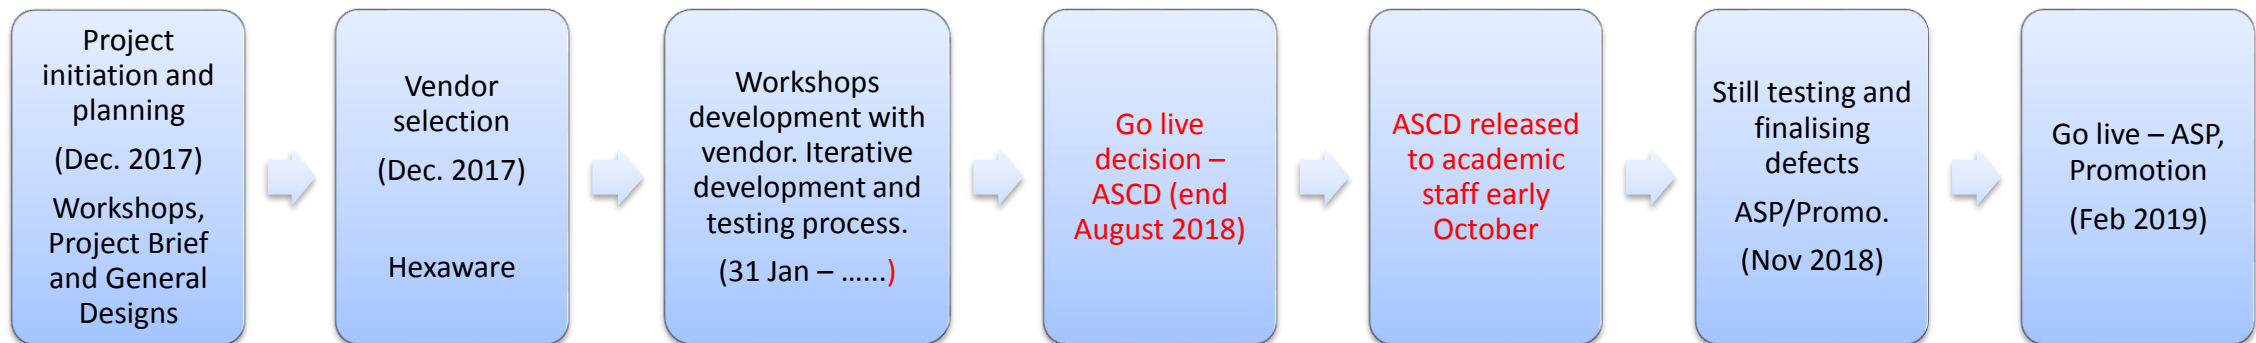 Project
initiation and
planning
(Dec. 2017)
Workshops,
Project Brief
and General
Designs
Vendor
selection
(Dec. 2017)
Hexaware
Workshops
development with
vendor. Iterative
development and
testing process.
(31 Jan – …...)
Go live
decision –
ASCD (end
August 2018)
ASCD released
to academic
staff early
October
Still testing and
finalising
defects
ASP/Promo.
(Nov 2018)
Go live – ASP,
Promotion
(Feb 2019)